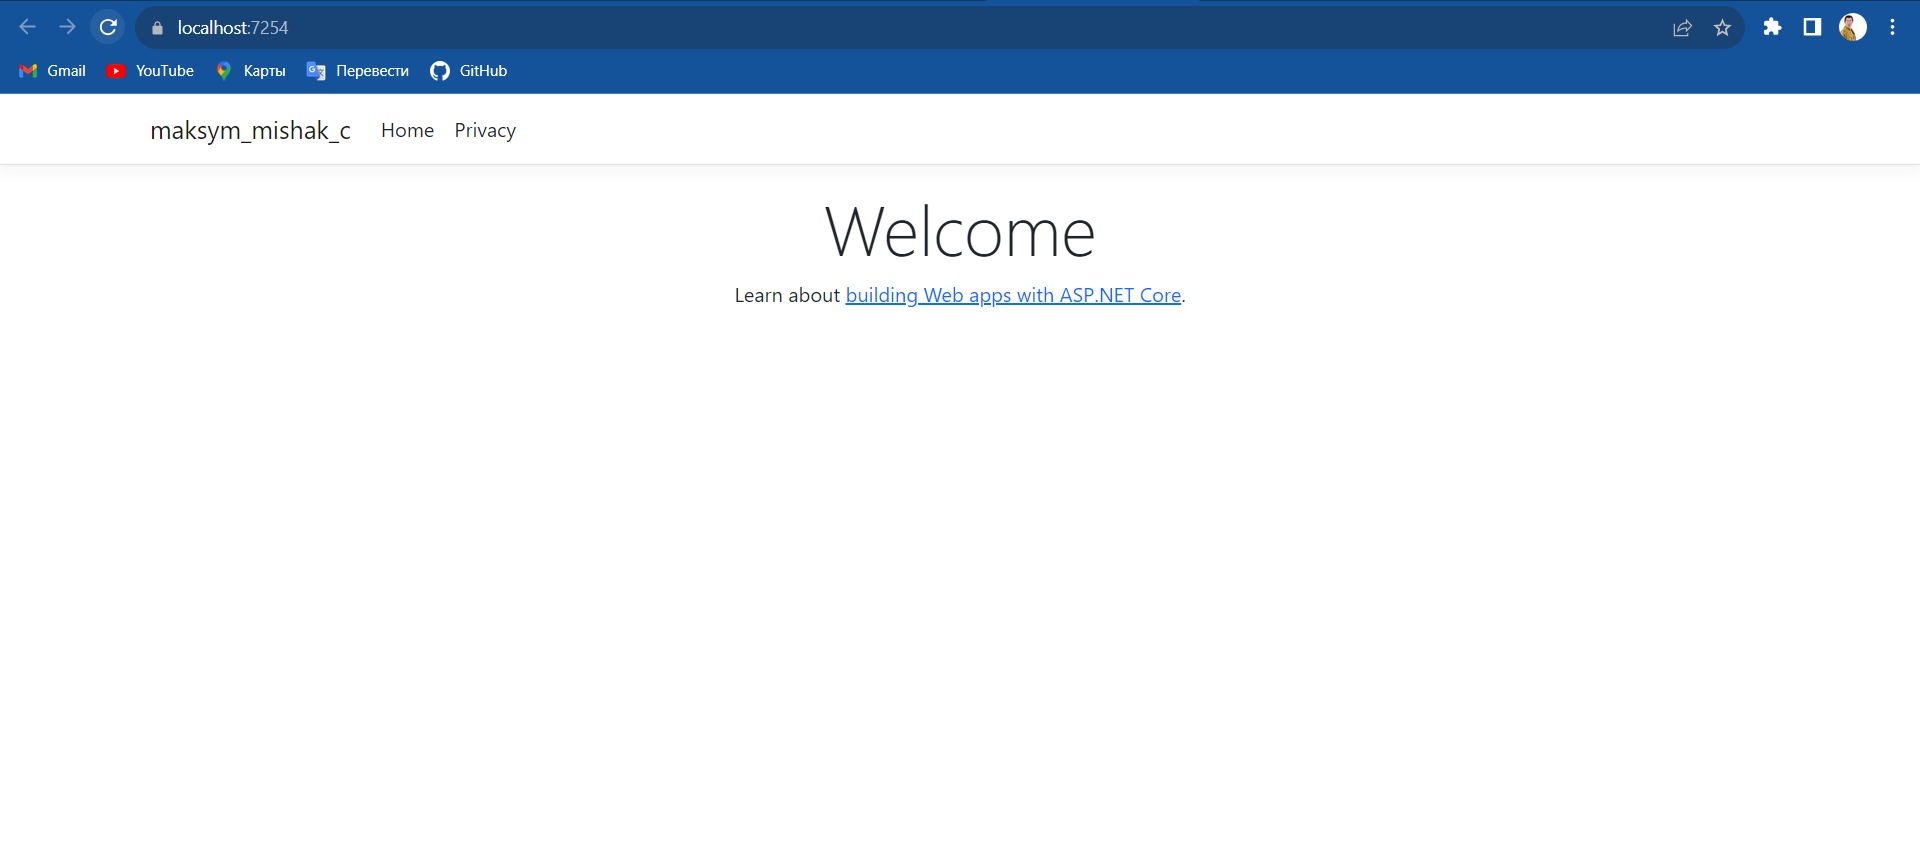 localhost:7254
Gmail YouTube Карты Перевести GitHub
maksym_mishak_c Home Privacy
Welcome
Learn about building Web apps with ASP.NET Core.